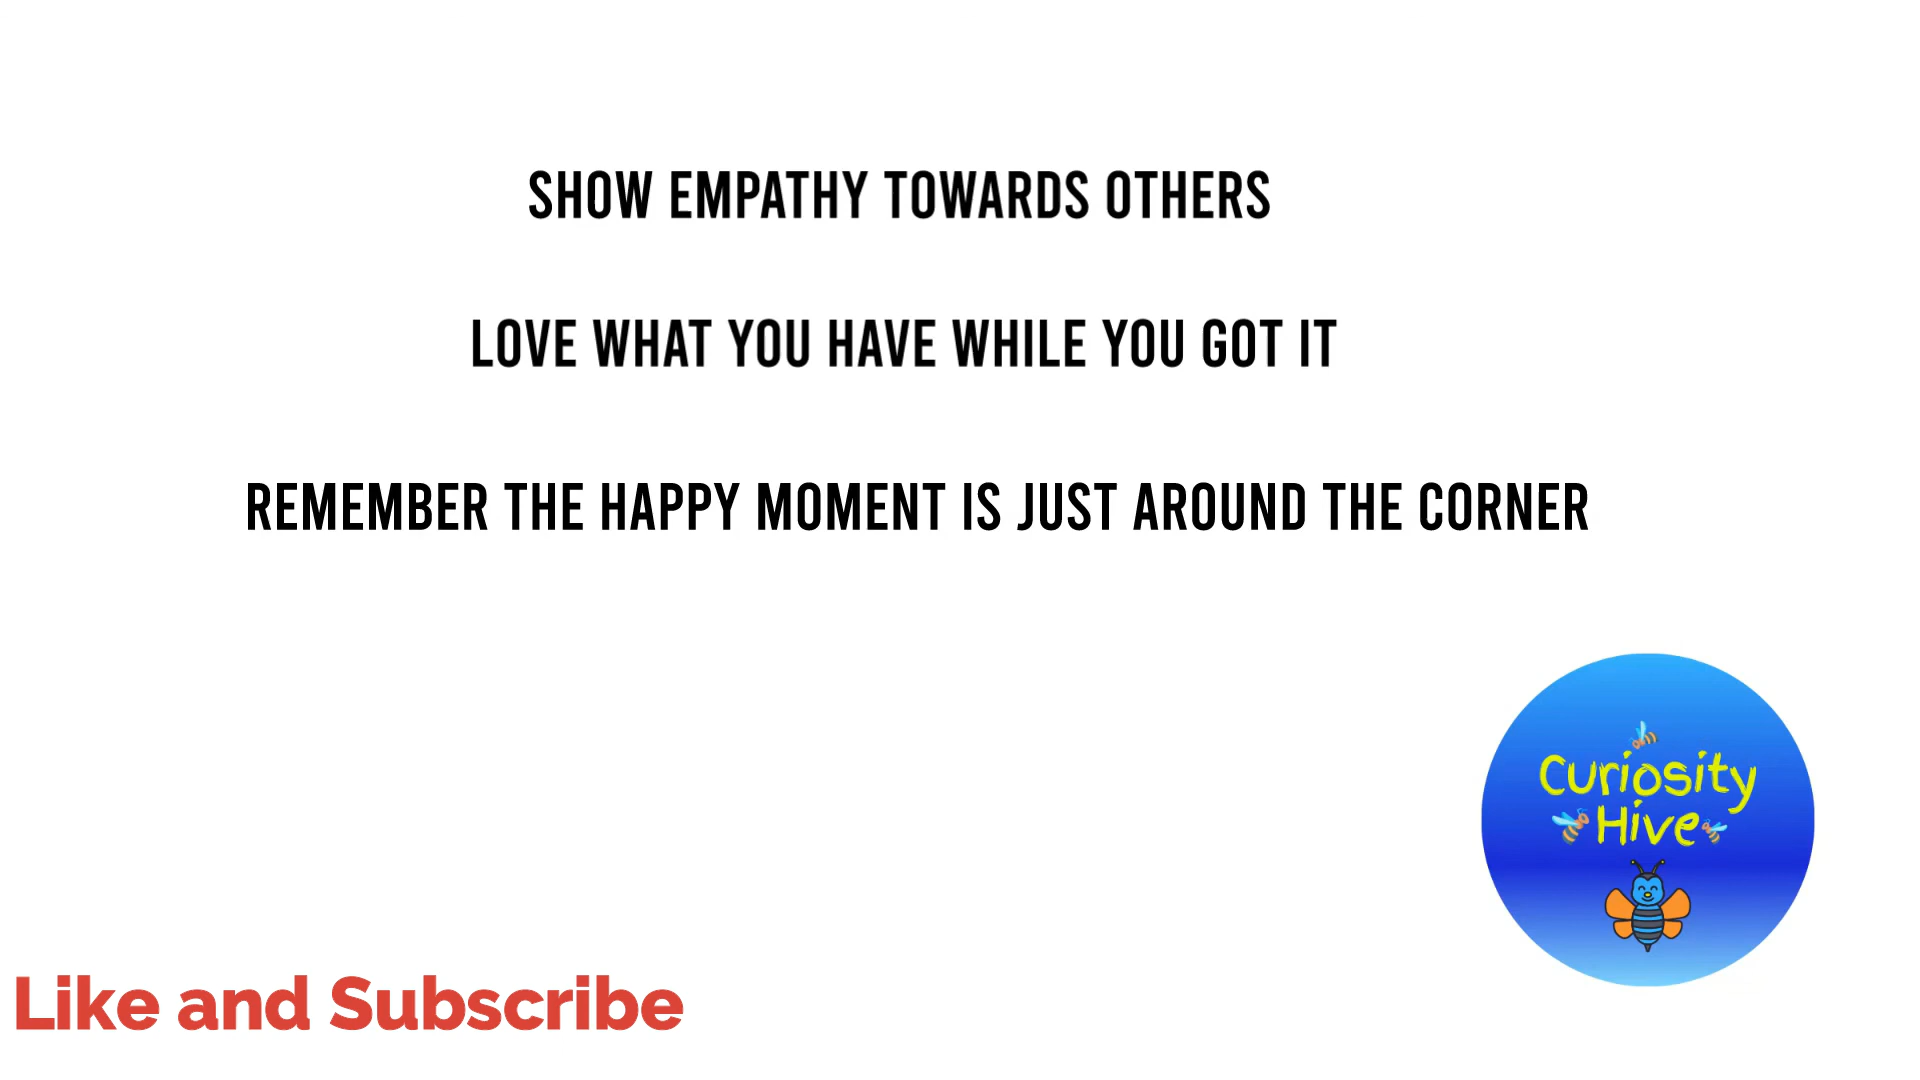 SHOW EMPATHY TOWARDS OTHERS
LOVE WHAT YOU HAVE WHILE YOU GOT IT
REMEMBER THE HAPPY MOMENT IS JUST AROUND THE CORNER
Curiosity
Hive
Like and Subscribe